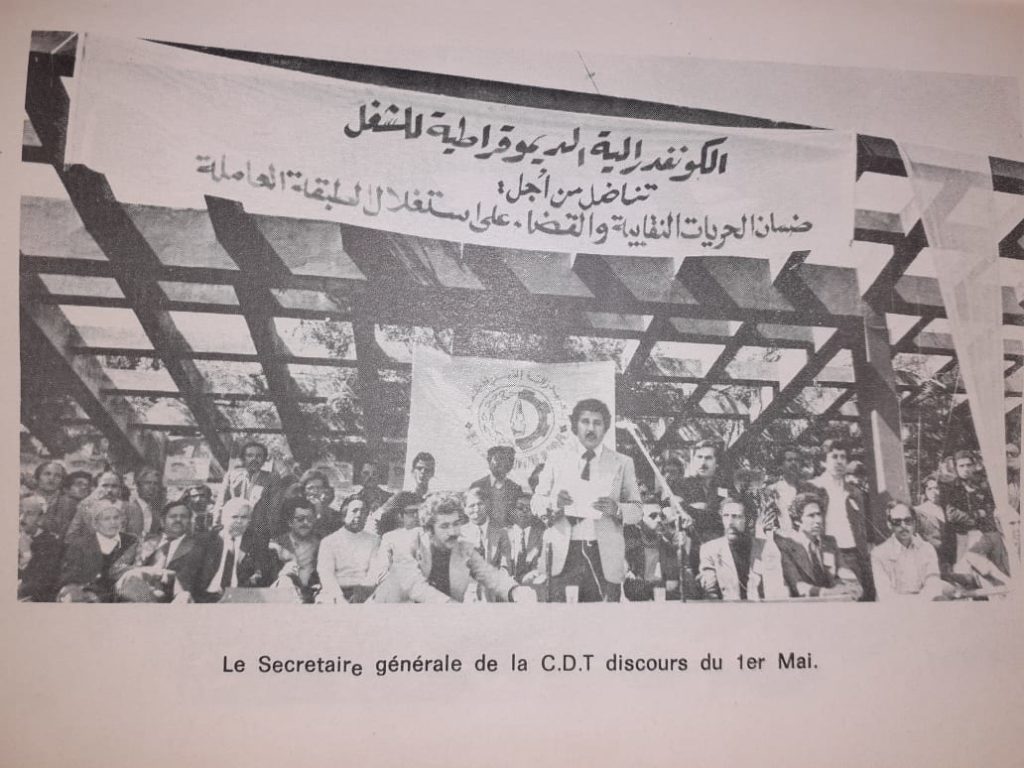 الكونفدرالية الديموقراطية للشغل
تناضل من أجل:
ضمان الحريات النقابية والقضاء على استغلال الطبقة العاملة
Le Secretaire générale de la C.D.T discours du 1er Mai.